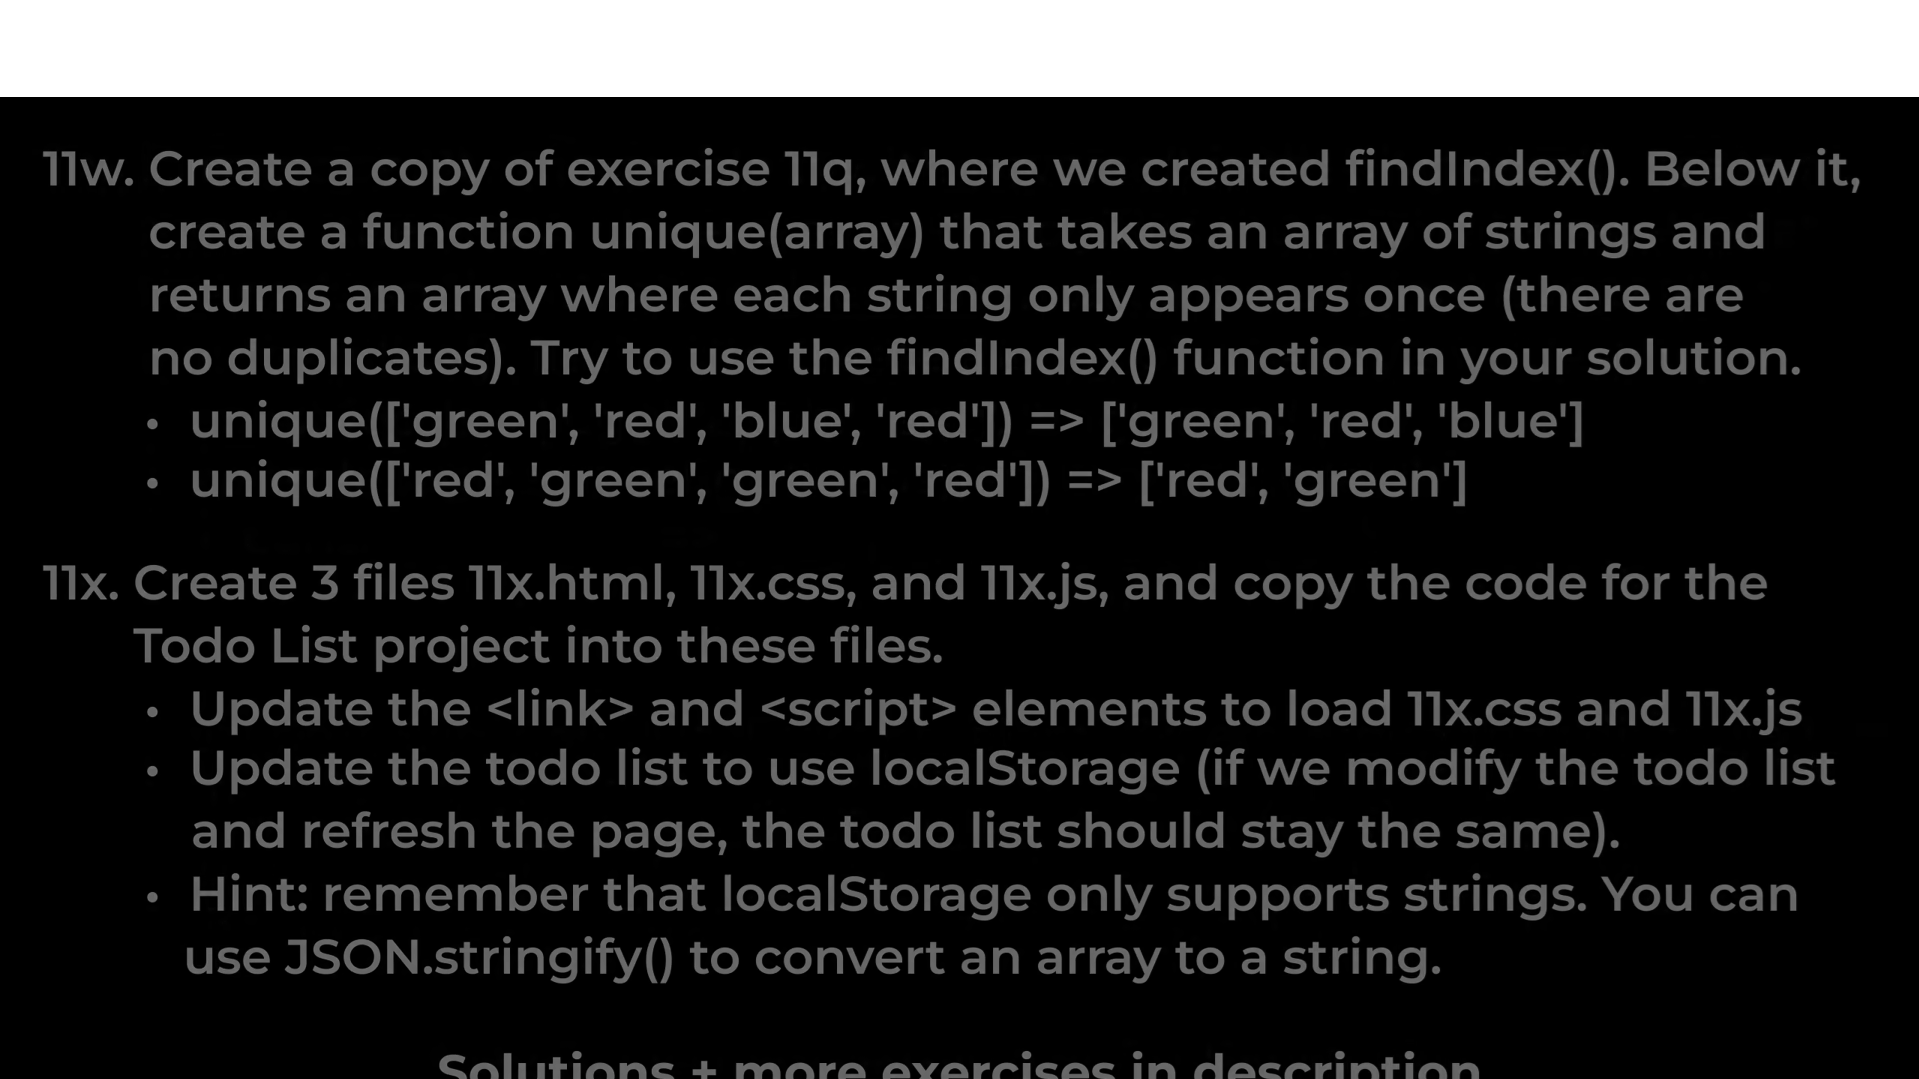 11w. Create a copy of exercise 11q, where we created findIndex(). Below it,
create a function unique(array) that takes an array of strings and
returns an array where each string only appears once (there are
no duplicates). Try to use the findIndex() function in your solution.
• unique(['green', 'red', 'blue', 'red']) => ['green', 'red', 'blue']
• unique(['red', 'green', 'green', 'red']) => ['red', 'green']
11x. Create 3 files 11x.html, 11x.css, and 11x.js, and copy the code for the
Todo List project into these files.
• Update the <link> and <script> elements to load 11x.css and 11x.js
• Update the todo list to use localStorage (if we modify the todo list
and refresh the page, the todo list should stay the same).
• Hint: remember that localStorage only supports strings. You can
use JSON.stringify() to convert an array to a string.
Solutions + more exercises in description